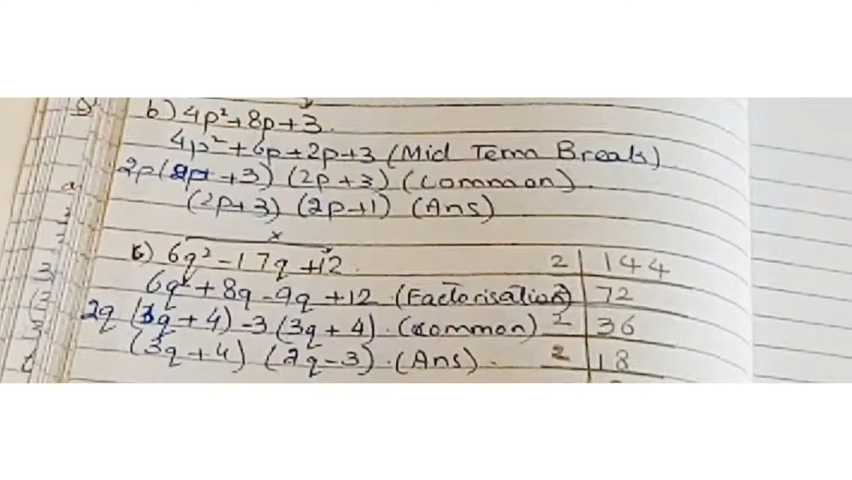 b) 4p²+8p+3.
4p²+6p+2p+3 (Mid Term Break)
2p(2p+3) (2p+3) (Common).
(2p+3) (2p+1) (Ans)
x
c) 6q²-17q+12. 2 144
6q²+8q-9q+12 (Factorisation) 2 72
2q (3q+4)-3(3q+4). (Common) 2 36
(3q+4) (2q-3). (Ans). 2 18